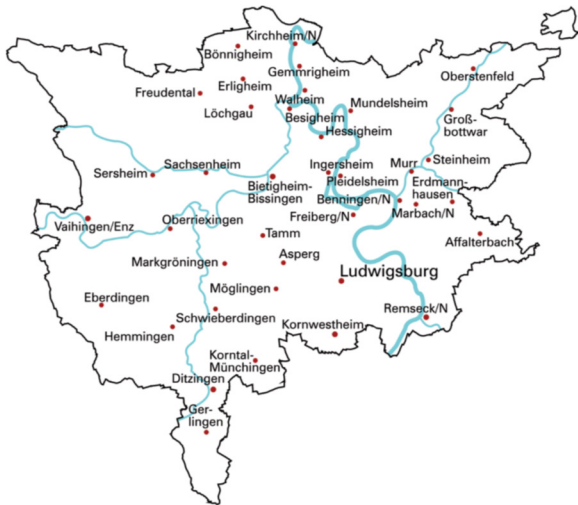 Kirchheim/N
Bönnigheim
Gemmrigheim
Oberstenfeld
Erligheim
Freudental
Walheim
Löchgau
Mundelsheim
Besigheim
Groß-
bottwar
Hessigheim
Steinheim
Sachsenheim
Ingersheim
Murr
Sersheim
Pleidelsheim
Erdmann-
hausen
Bietigheim-
Bissingen
Benningen/N
Marbach/N
Freiberg/N
Oberriexingen
Vaihingen/Enz
Tamm
Affalterbach
Markgröningen
Asperg
Ludwigsburg
Möglingen
Eberdingen
Schwieberdingen
Remseck/N
Hemmingen
Kornwestheim
Korntal-
Münchingen
Ditzingen
Ger-
lingen